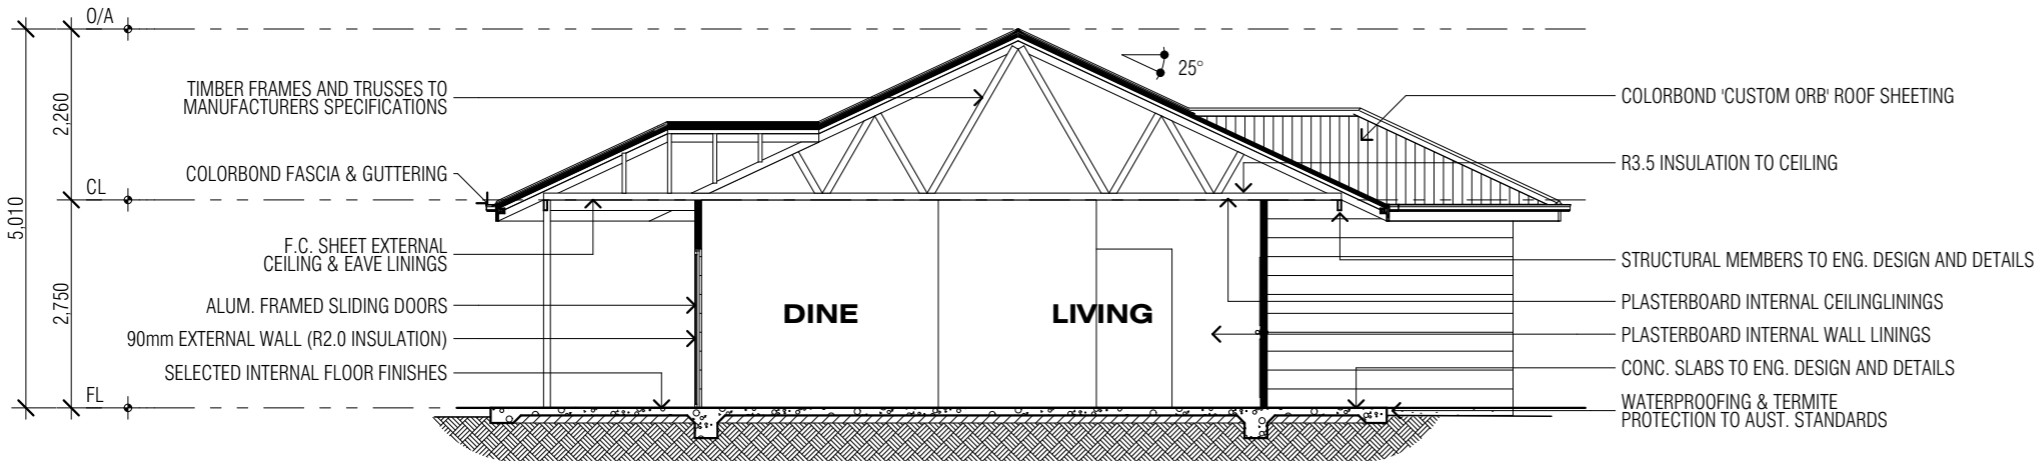 O/A
2,260
CL
5,010
2,750
FL
TIMBER FRAMES AND TRUSSES TO
MANUFACTURERS SPECIFICATIONS
COLORBOND FASCIA & GUTTERING
F.C. SHEET EXTERNAL
CEILING & EAVE LININGS
ALUM. FRAMED SLIDING DOORS
90mm EXTERNAL WALL (R2.0 INSULATION)
SELECTED INTERNAL FLOOR FINISHES
25°
DINE
LIVING
COLORBOND 'CUSTOM ORB' ROOF SHEETING
R3.5 INSULATION TO CEILING
STRUCTURAL MEMBERS TO ENG. DESIGN AND DETAILS
PLASTERBOARD INTERNAL CEILINGLININGS
PLASTERBOARD INTERNAL WALL LININGS
CONC. SLABS TO ENG. DESIGN AND DETAILS
WATERPROOFING & TERMITE
PROTECTION TO AUST. STANDARDS